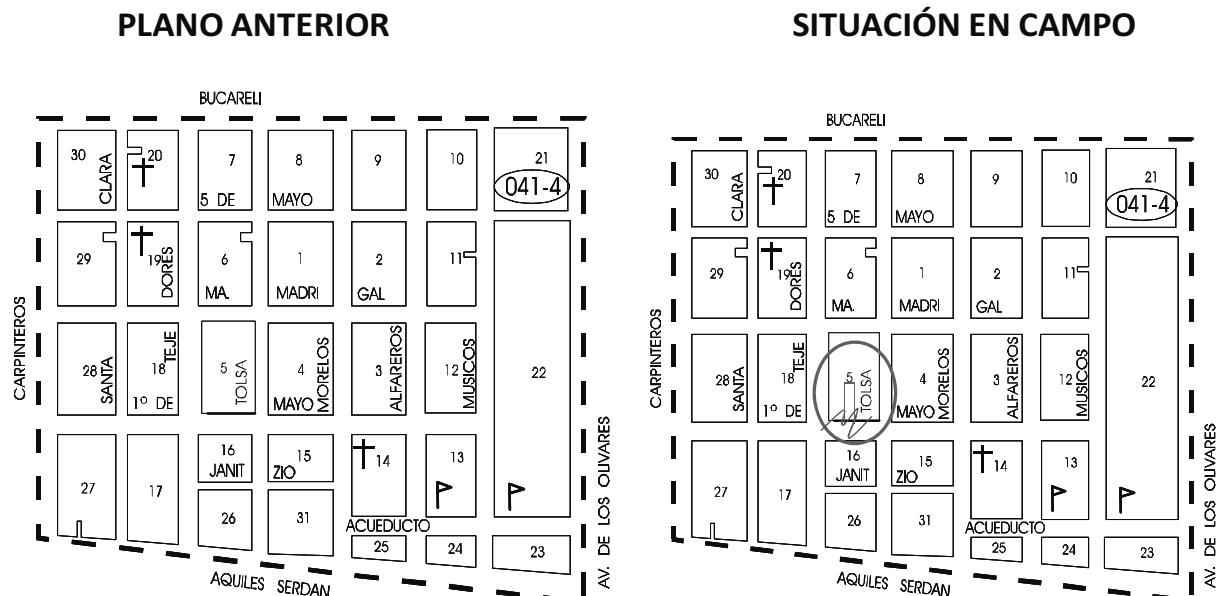 PLANO ANTERIOR
BUCARELI
30 CLARA 20 7 8 9 10 21
041-4
5 DE MAYO
29 19 DORES 6 1 2 11
MA. MADRI GAL
CARPINTEROS
28 SANTA 18 TEJE 5 TOLSA 4 MORELOS 3 ALFAREROS 12 MUSICOS 22
1º DE MAYO
27 17 16 15 14 13
JANIT ZIO
26 31
ACUEDUCTO
25 24 23
AQUILES SERDAN
AV. DE LOS OLIVARES
SITUACIÓN EN CAMPO
BUCARELI
30 CLARA 20 7 8 9 10 21
041-4
5 DE MAYO
29 19 DORES 6 1 2 11
MA. MADRI GAL
CARPINTEROS
28 SANTA 18 TEJE 5 TOLSA 4 MORELOS 3 ALFAREROS 12 MUSICOS 22
1º DE MAYO
27 17 16 15 14 13
JANIT ZIO
26 31
ACUEDUCTO
25 24 23
AQUILES SERDAN
AV. DE LOS OLIVARES